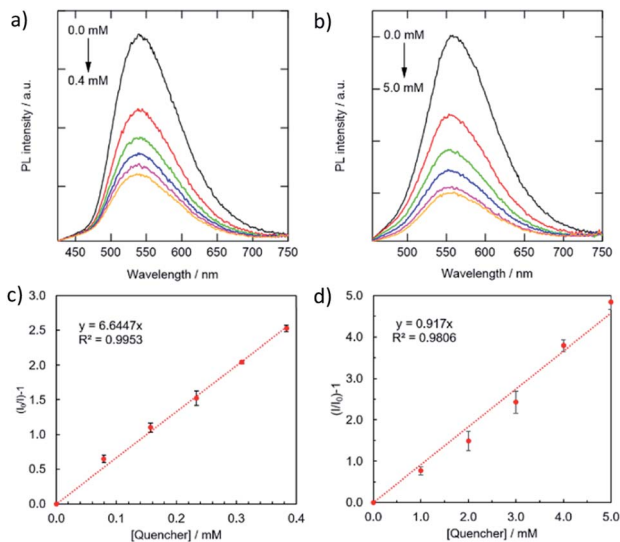 a)
0.0 mM
0.4 mM
PL intensity / a.u.
450 500 550 600 650 700 750
Wavelength / nm
b)
0.0 mM
5.0 mM
PL intensity / a.u.
500 550 600 650 700 750
Wavelength / nm
c)
y = 6.6447x
R² = 0.9953
(I₀/I)-1
3.0
2.5
2.0
1.5
1.0
0.5
0.0
0.0 0.1 0.2 0.3 0.4
[Quencher] / mM
d)
y = 0.917x
R² = 0.9806
(I/I₀)-1
5.0
4.0
3.0
2.0
1.0
0.0
0.0 1.0 2.0 3.0 4.0 5.0
[Quencher] / mM